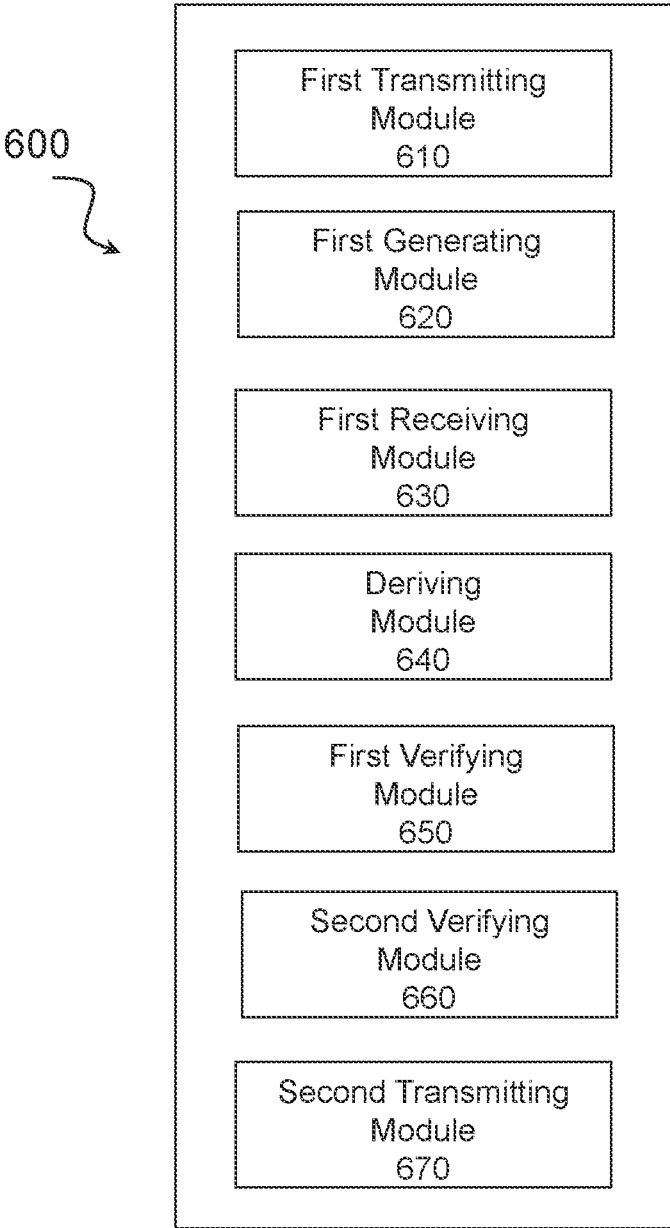 600
First Transmitting
Module
610
First Generating
Module
620
First Receiving
Module
630
Deriving
Module
640
First Verifying
Module
650
Second Verifying
Module
660
Second Transmitting
Module
670